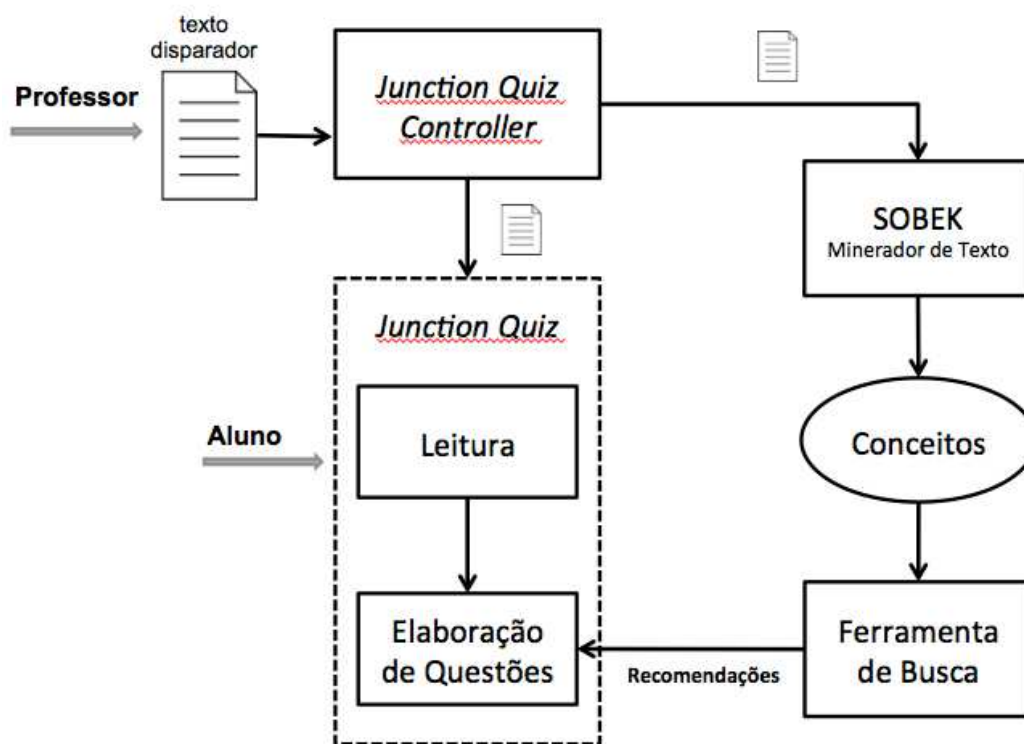 texto
disparador
Professor
Junction Quiz
Controller
SOBEK
Minerador de Texto
Junction Quiz
Aluno
Leitura
Conceitos
Elaboração
de Questões
Recomendações
Ferramenta
de Busca